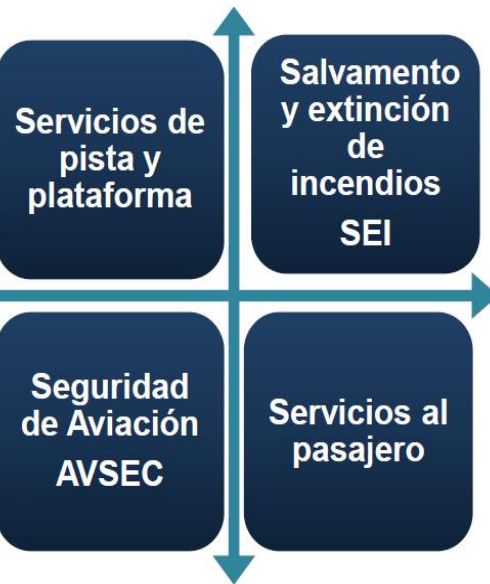 Servicios de
pista y
plataforma
Salvamento
y extinción
de
incendios
SEI
Seguridad
de Aviación
AVSEC
Servicios al
pasajero